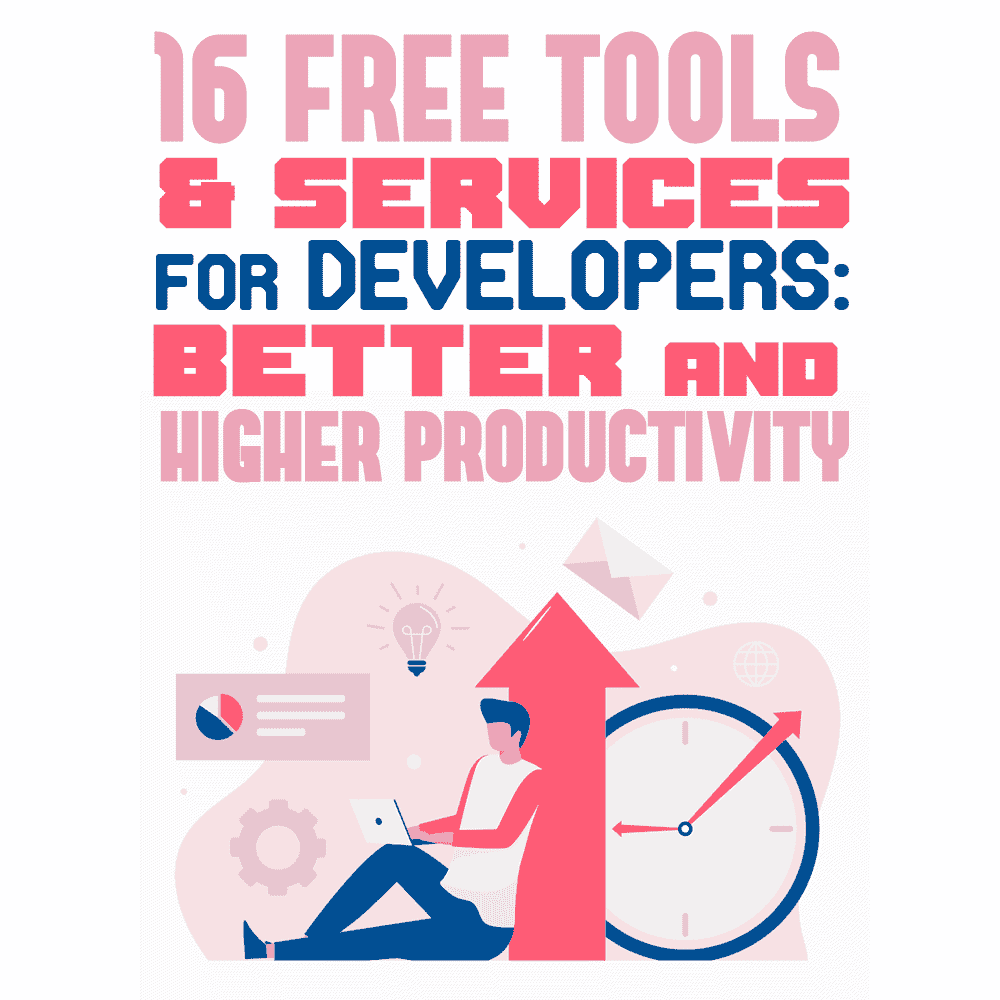 16 FREE TOOLS
& SERVICES
FOR DEVELOPERS:
BETTER AND
HIGHER PRODUCTIVITY